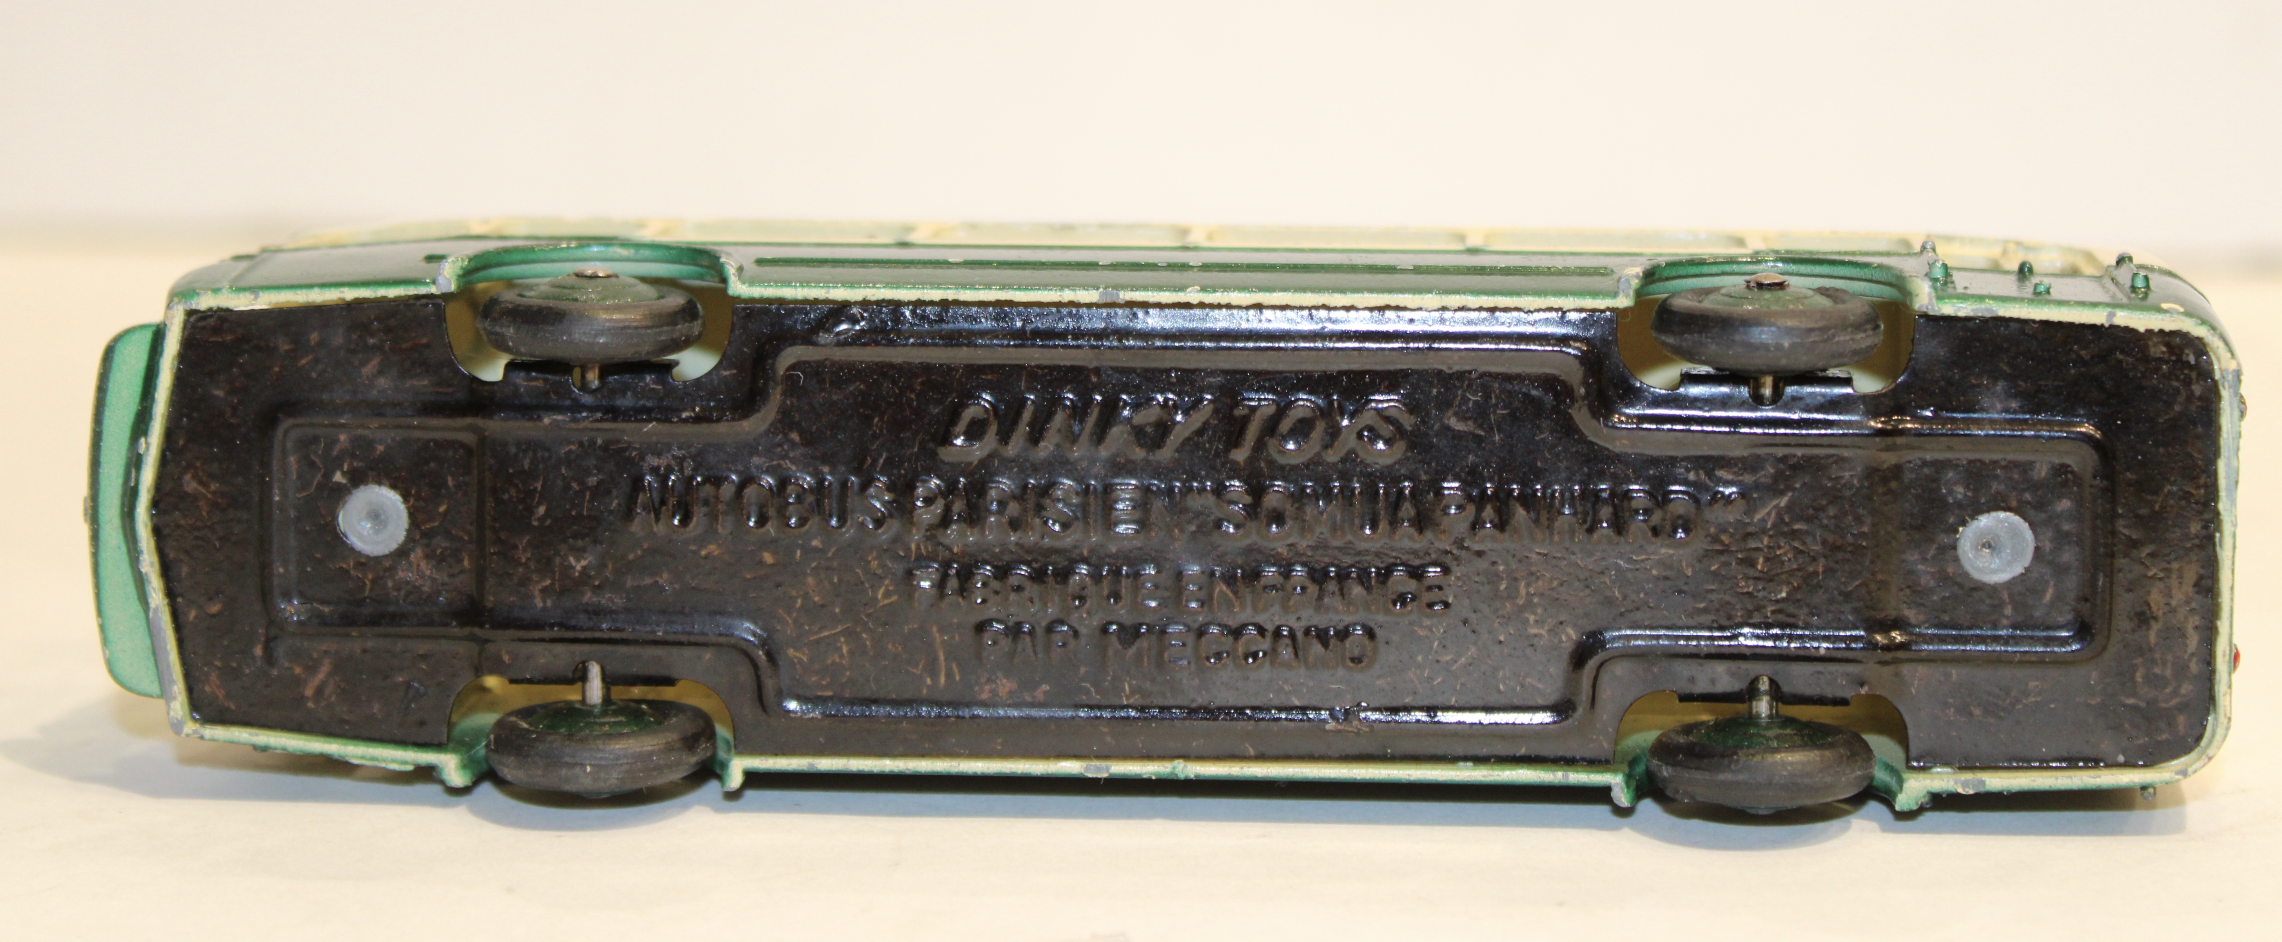 DINKY TOYS
AUTOBUS PARISIEN "SOMUA PANHARD"
FABRIQUE EN FRANCE
PAR MECCANO